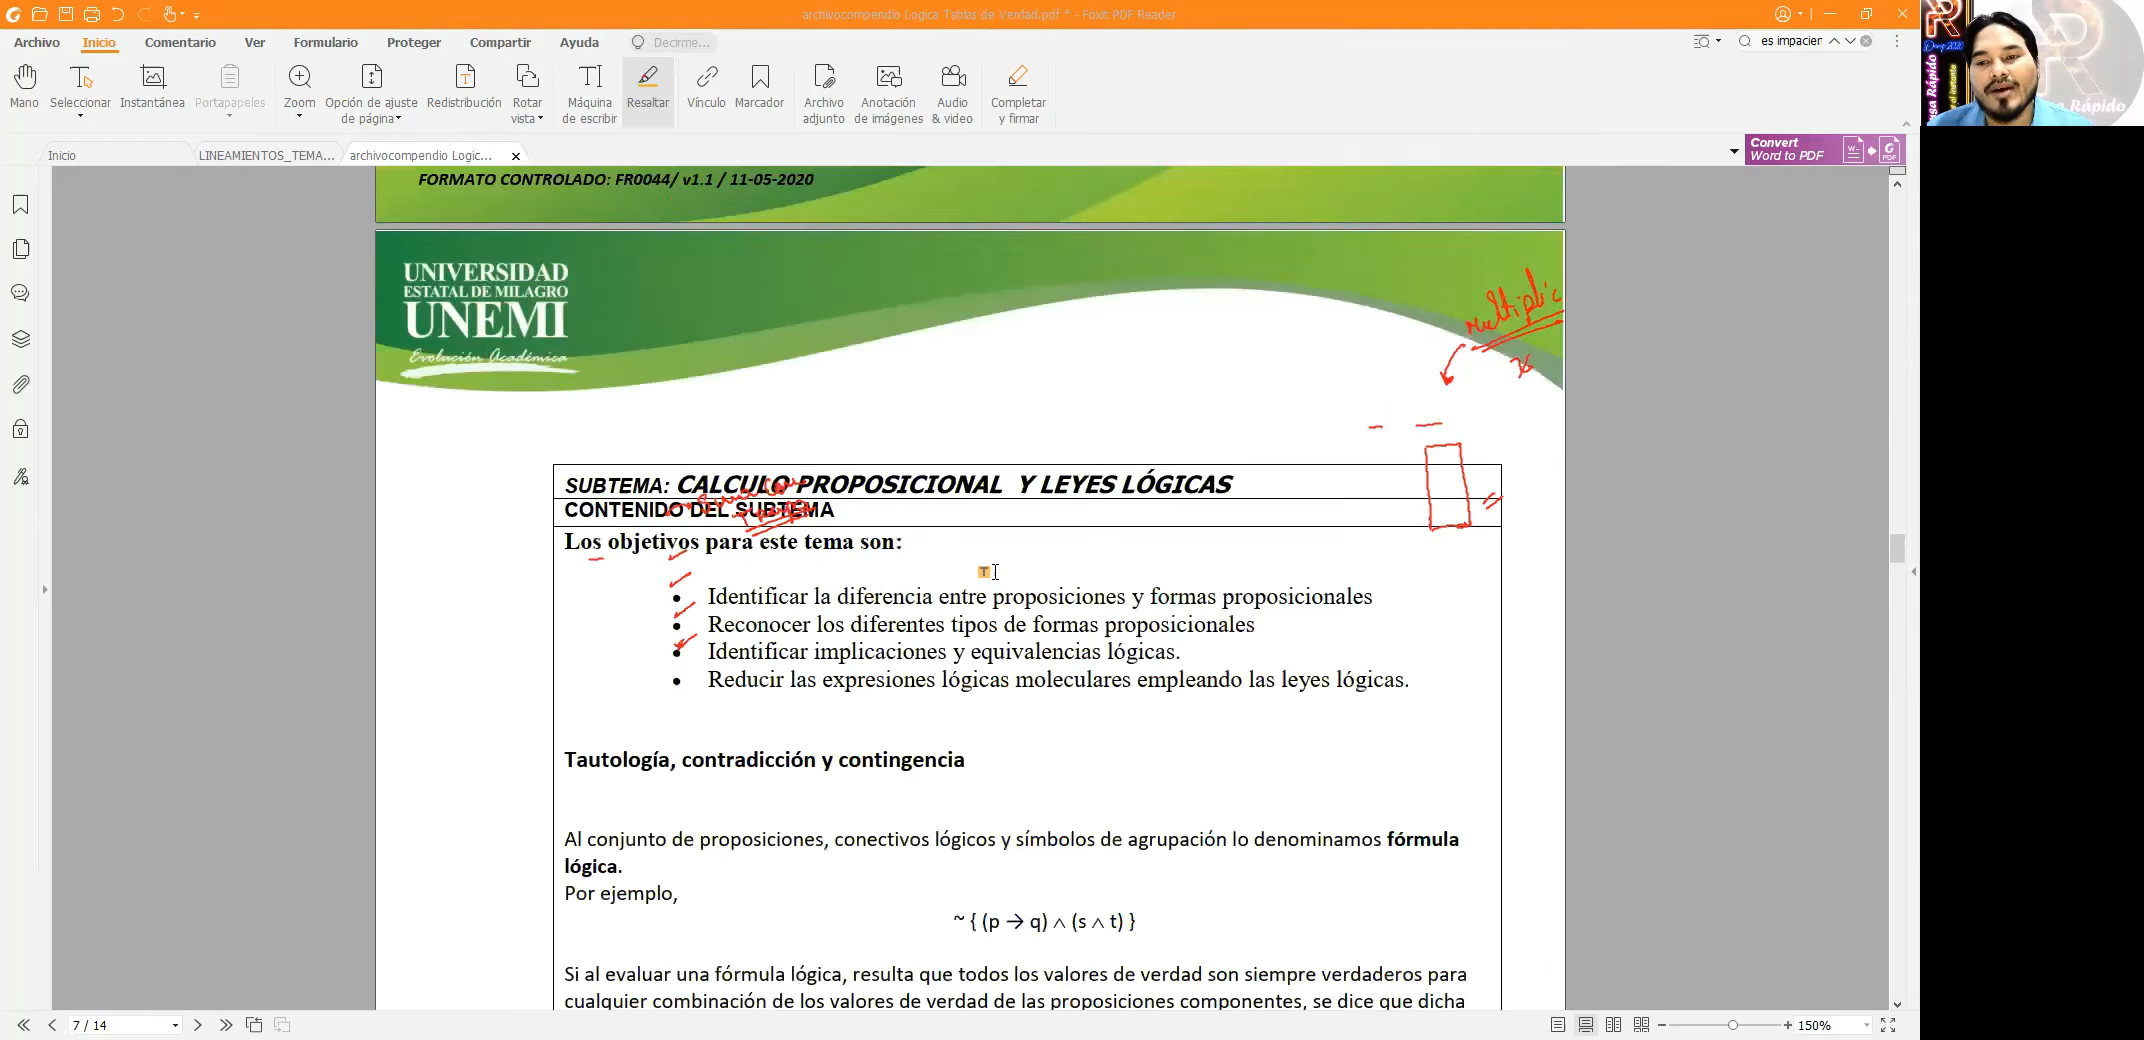 archivocompendio Logica Tablas de Verdad.pdf * - Foxit PDF Reader
Archivo Inicio Comentario Ver Formulario Proteger Compartir Ayuda Decirme... es impacien
Mano Seleccionar Instantánea Portapapeles Zoom Opción de ajuste de página Redistribución Rotar vista Máquina de escribir Resaltar Vínculo Marcador Archivo adjunto Anotación de imágenes Audio & video Completar y firmar
Inicio LINEAMIENTOS_TEMA... archivocompendio Logic...
Convert
Word to PDF
FORMATO CONTROLADO: FR0044/ v1.1 / 11-05-2020
UNIVERSIDAD
ESTATAL DE MILAGRO
UNEMI
Evolución Académica
multiplic
SUBTEMA: CALCULO PROPOSICIONAL Y LEYES LÓGICAS
CONTENIDO DEL SUBTEMA
Los objetivos para este tema son:
• Identificar la diferencia entre proposiciones y formas proposicionales
• Reconocer los diferentes tipos de formas proposicionales
• Identificar implicaciones y equivalencias lógicas.
• Reducir las expresiones lógicas moleculares empleando las leyes lógicas.
Tautología, contradicción y contingencia
Al conjunto de proposiciones, conectivos lógicos y símbolos de agrupación lo denominamos fórmula
lógica.
Por ejemplo,
~ { (p → q) ∧ (s ∧ t) }
Si al evaluar una fórmula lógica, resulta que todos los valores de verdad son siempre verdaderos para
cualquier combinación de los valores de verdad de las proposiciones componentes, se dice que dicha
7 / 14
150%